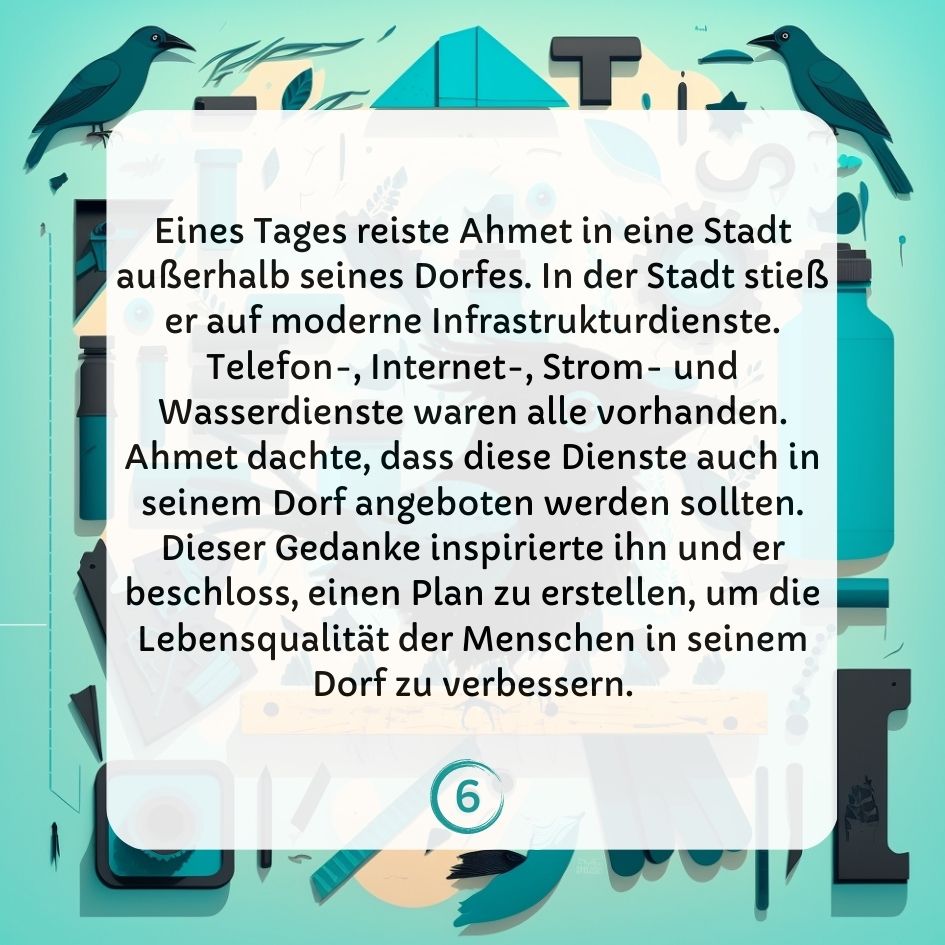 T
Eines Tages reiste Ahmet in eine Stadt
außerhalb seines Dorfes. In der Stadt stieß
er auf moderne Infrastrukturdienste.
Telefon-, Internet-, Strom- und
Wasserdienste waren alle vorhanden.
Ahmet dachte, dass diese Dienste auch in
seinem Dorf angeboten werden sollten.
Dieser Gedanke inspirierte ihn und er
beschloss, einen Plan zu erstellen, um die
Lebensqualität der Menschen in seinem
Dorf zu verbessern.
6